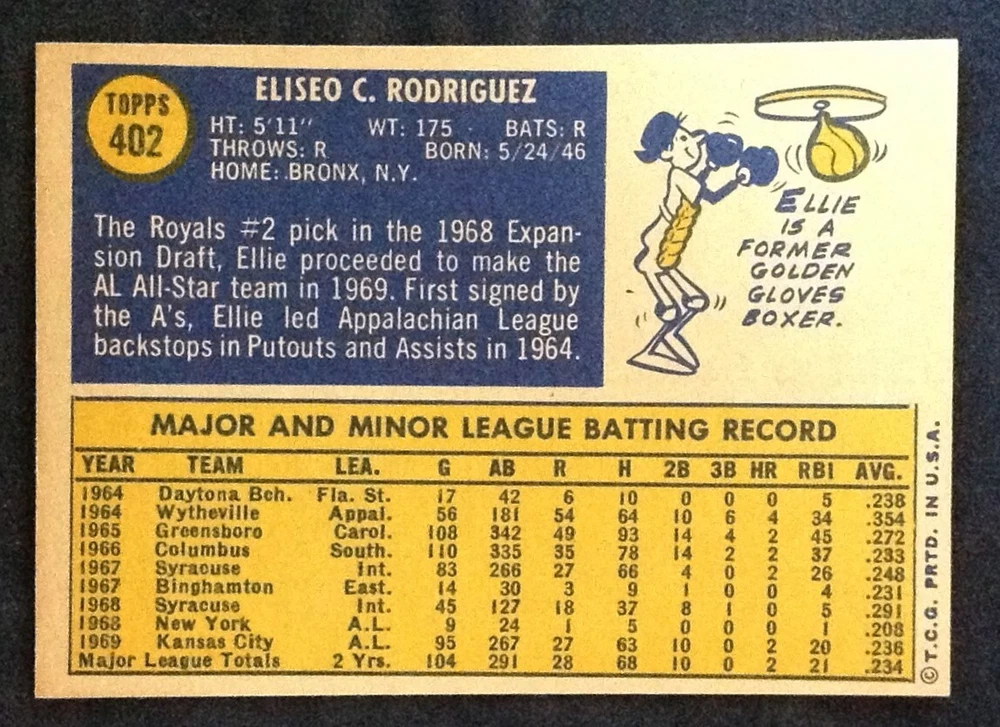 TOPPS
402
ELISEO C. RODRIGUEZ
HT: 5'11" WT: 175 BATS: R
THROWS: R BORN: 5/24/46
HOME: BRONX, N.Y.
The Royals #2 pick in the 1968 Expan-
sion Draft, Ellie proceeded to make the
AL All-Star team in 1969. First signed by
the A's, Ellie led Appalachian League
backstops in Putouts and Assists in 1964.
ELLIE
IS A
FORMER
GOLDEN
GLOVES
BOXER.
MAJOR AND MINOR LEAGUE BATTING RECORD
YEAR TEAM LEA. G AB R H 2B 3B HR RBI AVG.
1964 Daytona Bch. Fla. St. 17 42 6 10 0 0 0 5 .238
1964 Wytheville Appal. 56 181 54 64 10 6 4 34 .354
1965 Greensboro Carol. 108 342 49 93 14 4 2 45 .272
1966 Columbus South. 110 335 35 78 14 2 2 37 .233
1967 Syracuse Int. 83 266 27 66 4 0 2 26 .248
1967 Binghamton East. 14 30 3 9 1 0 0 4 .231
1968 Syracuse Int. 45 127 18 37 8 1 0 5 .291
1968 New York A.L. 9 24 1 5 0 0 0 1 .208
1969 Kansas City A.L. 95 267 27 63 10 0 2 20 .236
Major League Totals 2 Yrs. 104 291 28 68 10 0 2 21 .234
©T.C.G. PRTD. IN U.S.A.